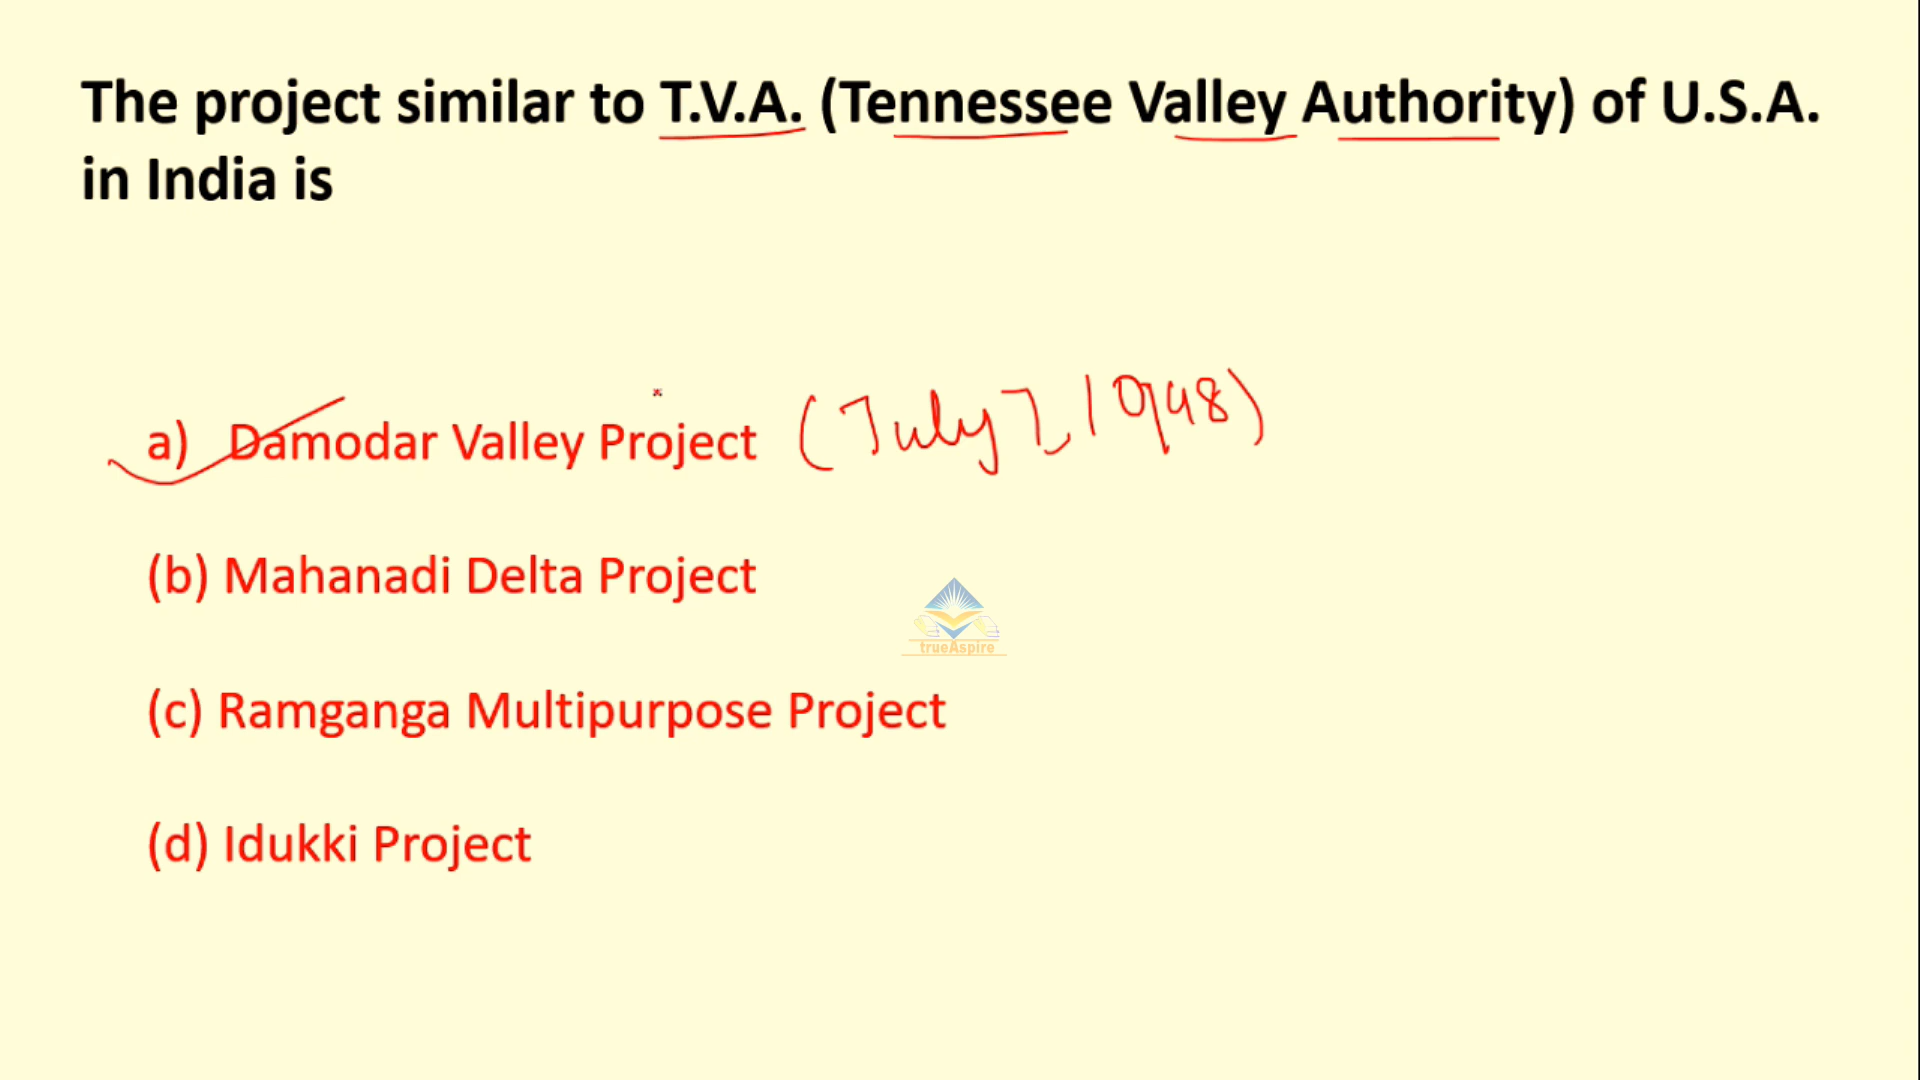 The project similar to T.V.A. (Tennessee Valley Authority) of U.S.A.
in India is
a) Damodar Valley Project (July 7, 1948)
(b) Mahanadi Delta Project
trueAspire
(c) Ramganga Multipurpose Project
(d) Idukki Project